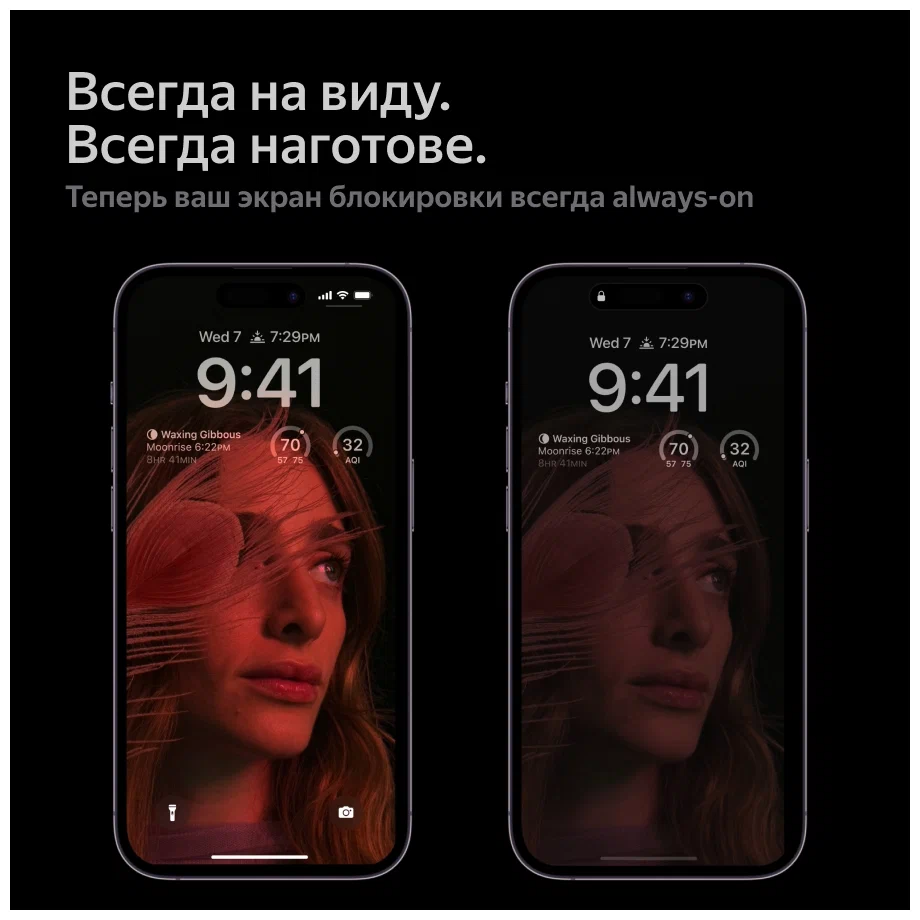 Всегда на виду.
Всегда наготове.
Теперь ваш экран блокировки всегда always-on
Wed 7 7:29PM
9:41
Waxing Gibbous
Moonrise 6:22PM
8HR 41MIN
70
57 75
32
AQI
Wed 7 7:29PM
9:41
Waxing Gibbous
Moonrise 6:22PM
8HR 41MIN
70
57 75
32
AQI